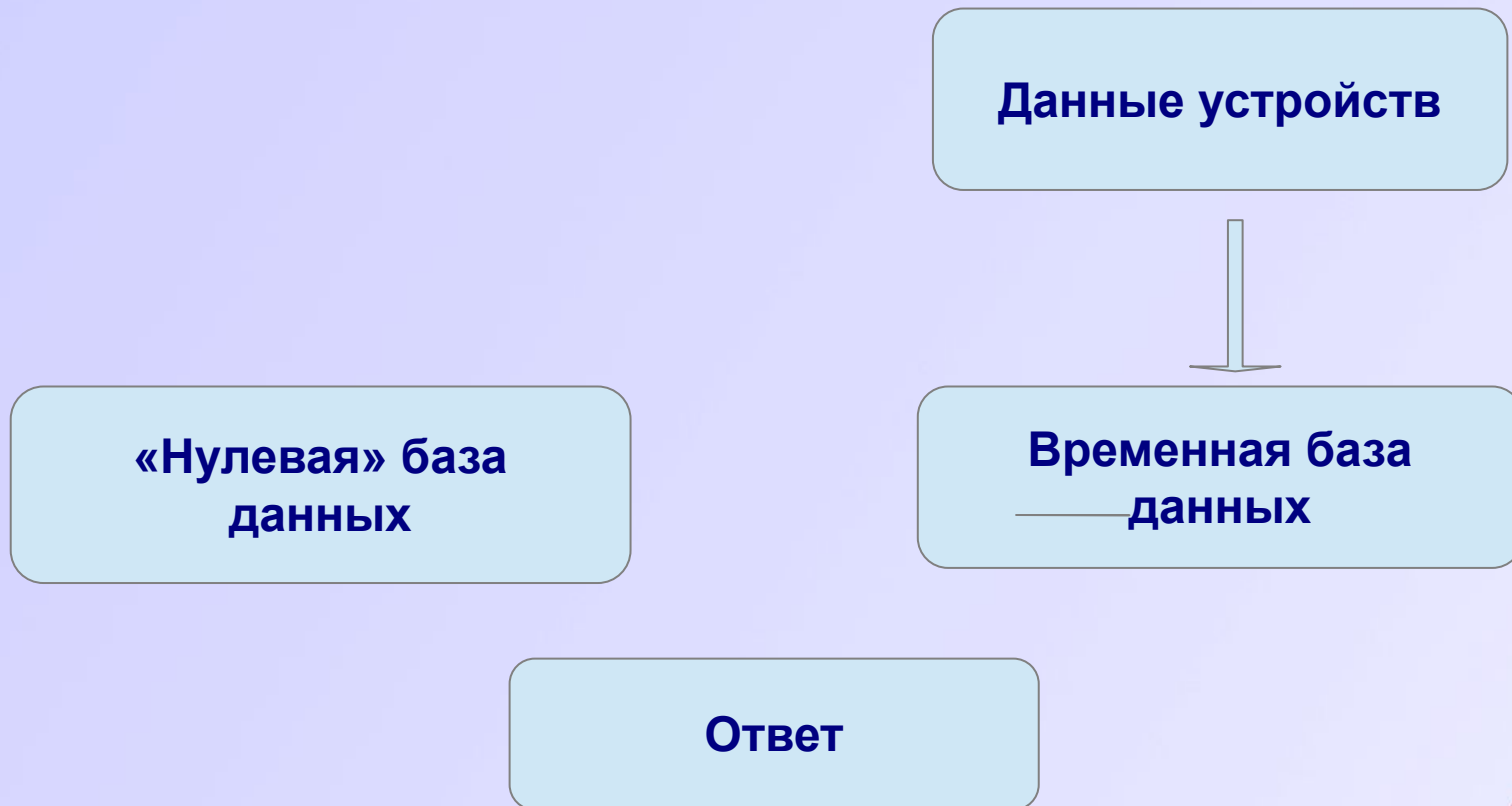 Данные устройств
«Нулевая» база
данных
Временная база
данных
Ответ